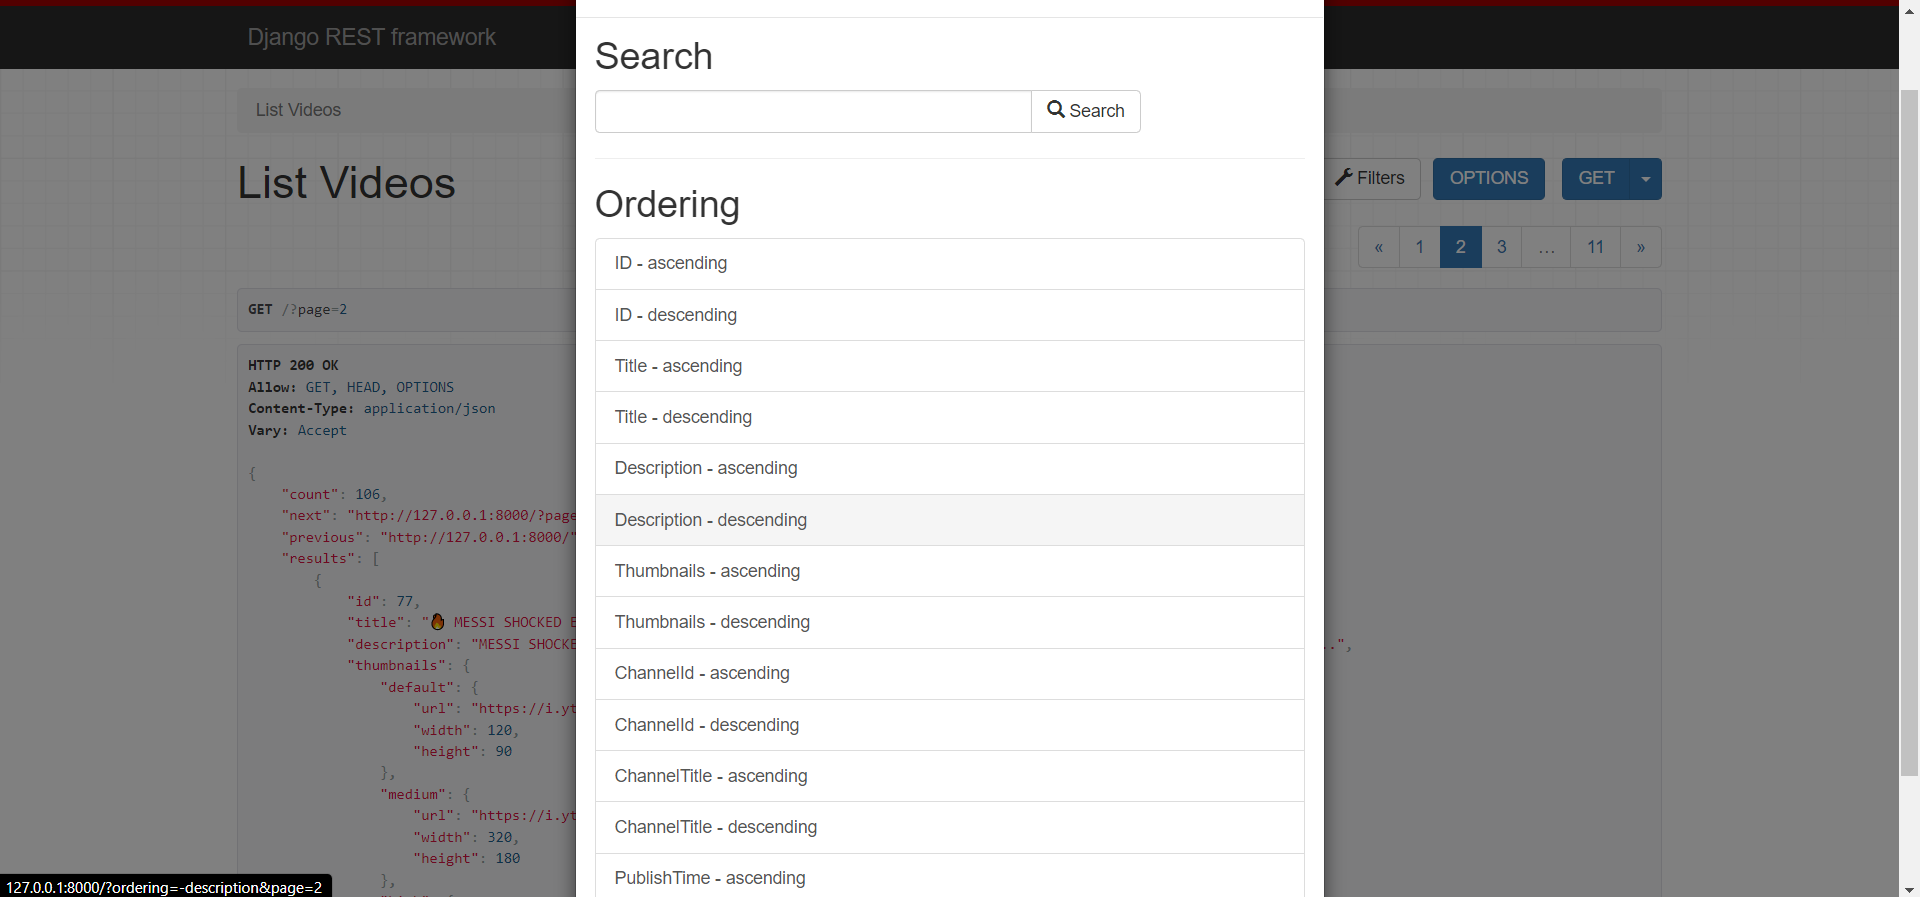 Django REST framework
List Videos
List Videos
Filters
OPTIONS
GET
« 1 2 3 ... 11 »
GET /?page=2
HTTP 200 OK
Allow: GET, HEAD, OPTIONS
Content-Type: application/json
Vary: Accept
{
"count": 106,
"next": "http://127.0.0.1:8000/?page
"previous": "http://127.0.0.1:8000/"
"results": [
{
"id": 77,
"title": "🔥 MESSI SHOCKED
"description": "MESSI SHOCKE
..",
"thumbnails": {
"default": {
"url": "https://i.yt
"width": 120,
"height": 90
},
"medium": {
"url": "https://i.yt
"width": 320,
"height": 180
},
Search
Search
Ordering
ID - ascending
ID - descending
Title - ascending
Title - descending
Description - ascending
Description - descending
Thumbnails - ascending
Thumbnails - descending
ChannelId - ascending
ChannelId - descending
ChannelTitle - ascending
ChannelTitle - descending
PublishTime - ascending
127.0.0.1:8000/?ordering=-description&page=2